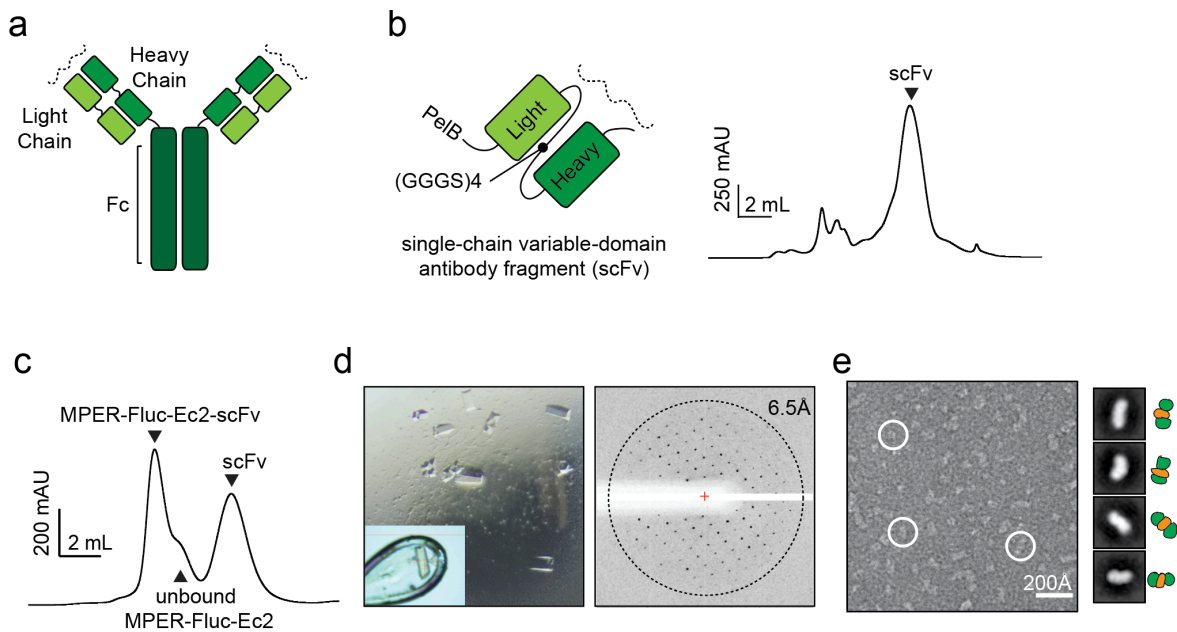 a
Heavy
Chain
Light
Chain
Fc
b
PelB
Light
Heavy
(GGGS)4
single-chain variable-domain
antibody fragment (scFv)
scFv
250 mAU
2 mL
c
MPER-Fluc-Ec2-scFv
scFv
200 mAU
2 mL
unbound
MPER-Fluc-Ec2
d
6.5Å
e
200Å